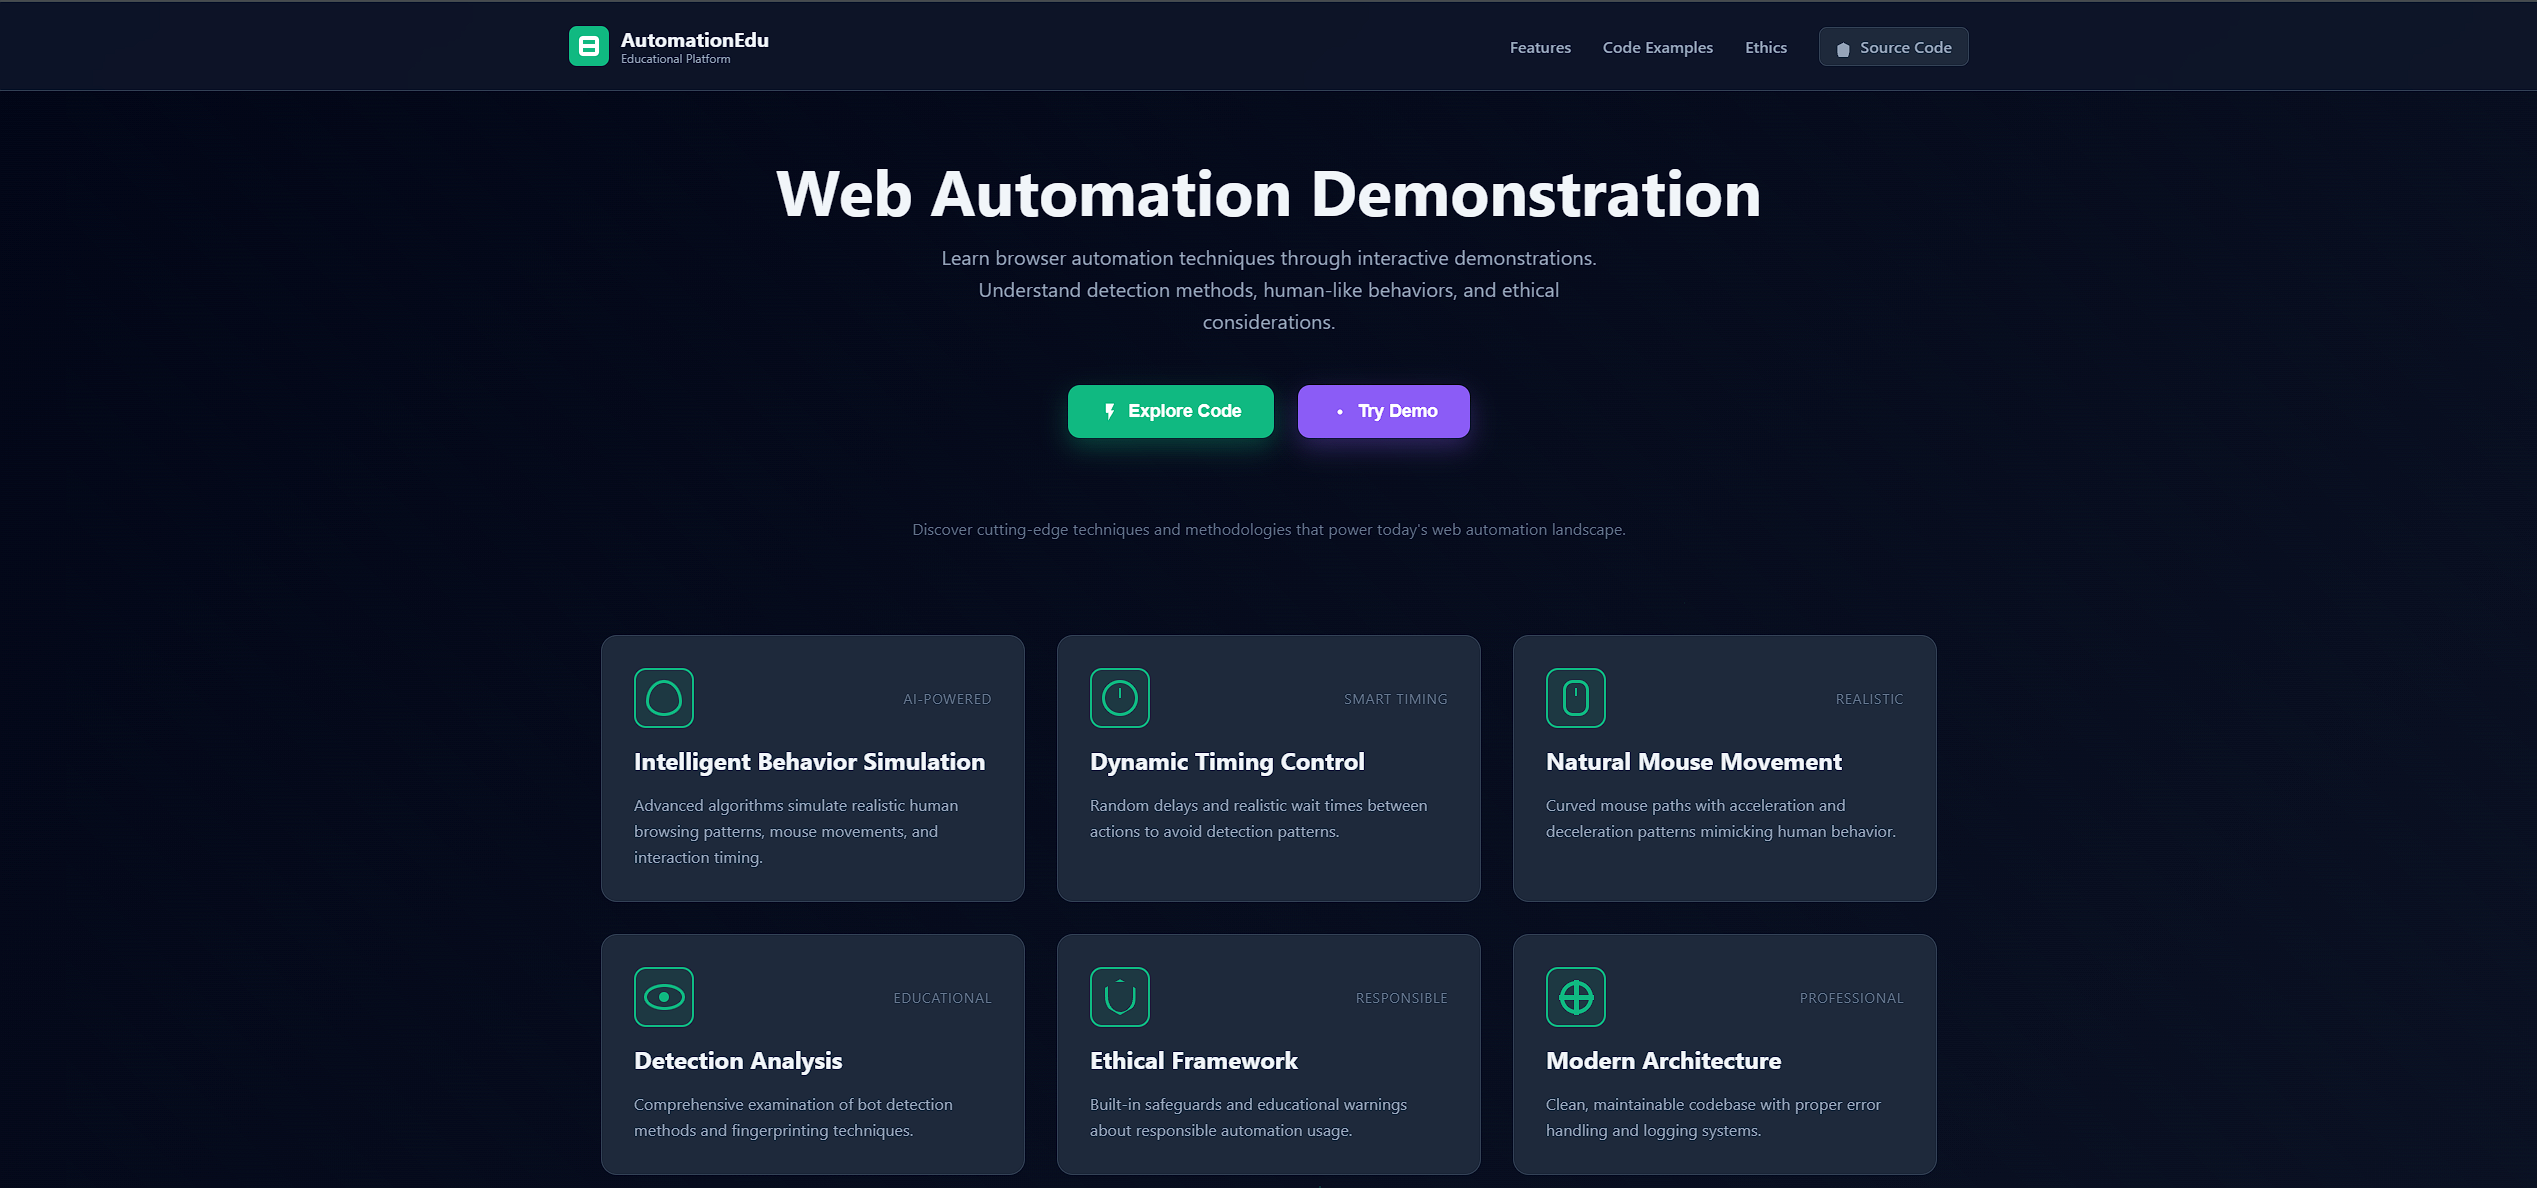 AutomationEdu
Educational Platform
Features
Code Examples
Ethics
Source Code
Web Automation Demonstration
Learn browser automation techniques through interactive demonstrations.
Understand detection methods, human-like behaviors, and ethical
considerations.
Explore Code
Try Demo
Discover cutting-edge techniques and methodologies that power today's web automation landscape.
AI-POWERED
Intelligent Behavior Simulation
Advanced algorithms simulate realistic human
browsing patterns, mouse movements, and
interaction timing.
SMART TIMING
Dynamic Timing Control
Random delays and realistic wait times between
actions to avoid detection patterns.
REALISTIC
Natural Mouse Movement
Curved mouse paths with acceleration and
deceleration patterns mimicking human behavior.
EDUCATIONAL
Detection Analysis
Comprehensive examination of bot detection
methods and fingerprinting techniques.
RESPONSIBLE
Ethical Framework
Built-in safeguards and educational warnings
about responsible automation usage.
PROFESSIONAL
Modern Architecture
Clean, maintainable codebase with proper error
handling and logging systems.